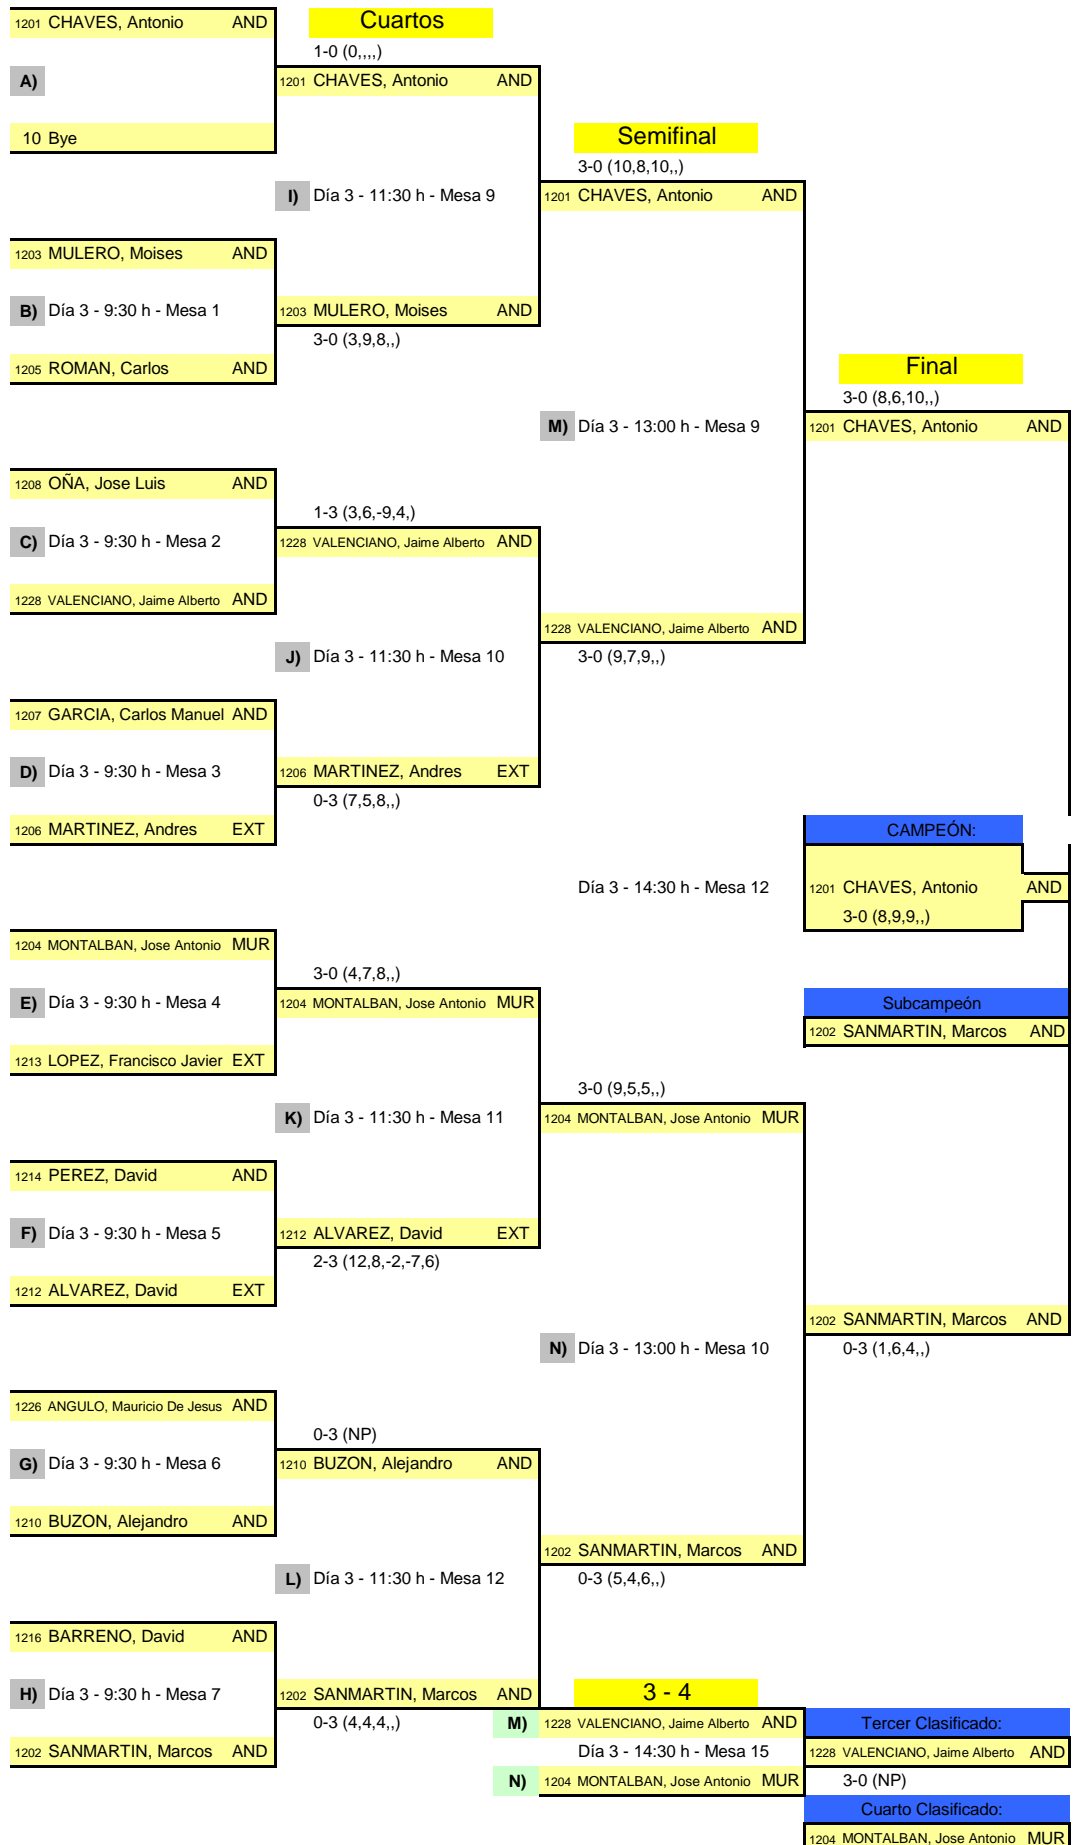 1201 CHAVES, Antonio AND
Cuartos
1-0 (0,,,,)
A)
1201 CHAVES, Antonio AND
10 Bye
Semifinal
3-0 (10,8,10,,)
I) Día 3 - 11:30 h - Mesa 9
1201 CHAVES, Antonio AND
1203 MULERO, Moises AND
B) Día 3 - 9:30 h - Mesa 1
1203 MULERO, Moises AND
3-0 (3,9,8,,)
1205 ROMAN, Carlos AND
Final
3-0 (8,6,10,,)
M) Día 3 - 13:00 h - Mesa 9
1201 CHAVES, Antonio AND
1208 OÑA, Jose Luis AND
1-3 (3,6,-9,4,)
C) Día 3 - 9:30 h - Mesa 2
1228 VALENCIANO, Jaime Alberto AND
1228 VALENCIANO, Jaime Alberto AND
1228 VALENCIANO, Jaime Alberto AND
J) Día 3 - 11:30 h - Mesa 10
3-0 (9,7,9,,)
1207 GARCIA, Carlos Manuel AND
D) Día 3 - 9:30 h - Mesa 3
1206 MARTINEZ, Andres EXT
0-3 (7,5,8,,)
1206 MARTINEZ, Andres EXT
CAMPEÓN:
Día 3 - 14:30 h - Mesa 12
1201 CHAVES, Antonio AND
3-0 (8,9,9,,)
1204 MONTALBAN, Jose Antonio MUR
3-0 (4,7,8,,)
E) Día 3 - 9:30 h - Mesa 4
1204 MONTALBAN, Jose Antonio MUR
Subcampeón
1202 SANMARTIN, Marcos AND
1213 LOPEZ, Francisco Javier EXT
3-0 (9,5,5,,)
K) Día 3 - 11:30 h - Mesa 11
1204 MONTALBAN, Jose Antonio MUR
1214 PEREZ, David AND
F) Día 3 - 9:30 h - Mesa 5
1212 ALVAREZ, David EXT
2-3 (12,8,-2,-7,6)
1212 ALVAREZ, David EXT
1202 SANMARTIN, Marcos AND
N) Día 3 - 13:00 h - Mesa 10
0-3 (1,6,4,,)
1226 ANGULO, Mauricio De Jesus AND
0-3 (NP)
G) Día 3 - 9:30 h - Mesa 6
1210 BUZON, Alejandro AND
1210 BUZON, Alejandro AND
1202 SANMARTIN, Marcos AND
L) Día 3 - 11:30 h - Mesa 12
0-3 (5,4,6,,)
1216 BARRENO, David AND
H) Día 3 - 9:30 h - Mesa 7
1202 SANMARTIN, Marcos AND
3 - 4
0-3 (4,4,4,,)
M) 1228 VALENCIANO, Jaime Alberto AND
Tercer Clasificado:
1202 SANMARTIN, Marcos AND
Día 3 - 14:30 h - Mesa 15
1228 VALENCIANO, Jaime Alberto AND
N) 1204 MONTALBAN, Jose Antonio MUR
3-0 (NP)
Cuarto Clasificado:
1204 MONTALBAN, Jose Antonio MUR